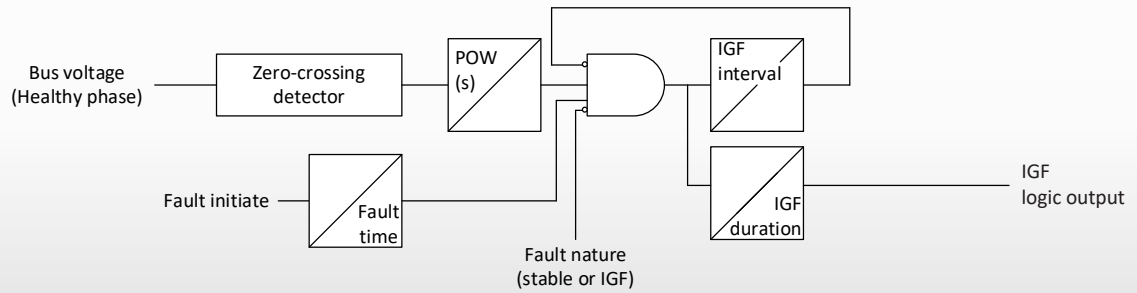 Bus voltage
(Healthy phase)
Zero-crossing
detector
POW
(s)
IGF
interval
Fault initiate
Fault
time
Fault nature
(stable or IGF)
IGF
duration
IGF
logic output